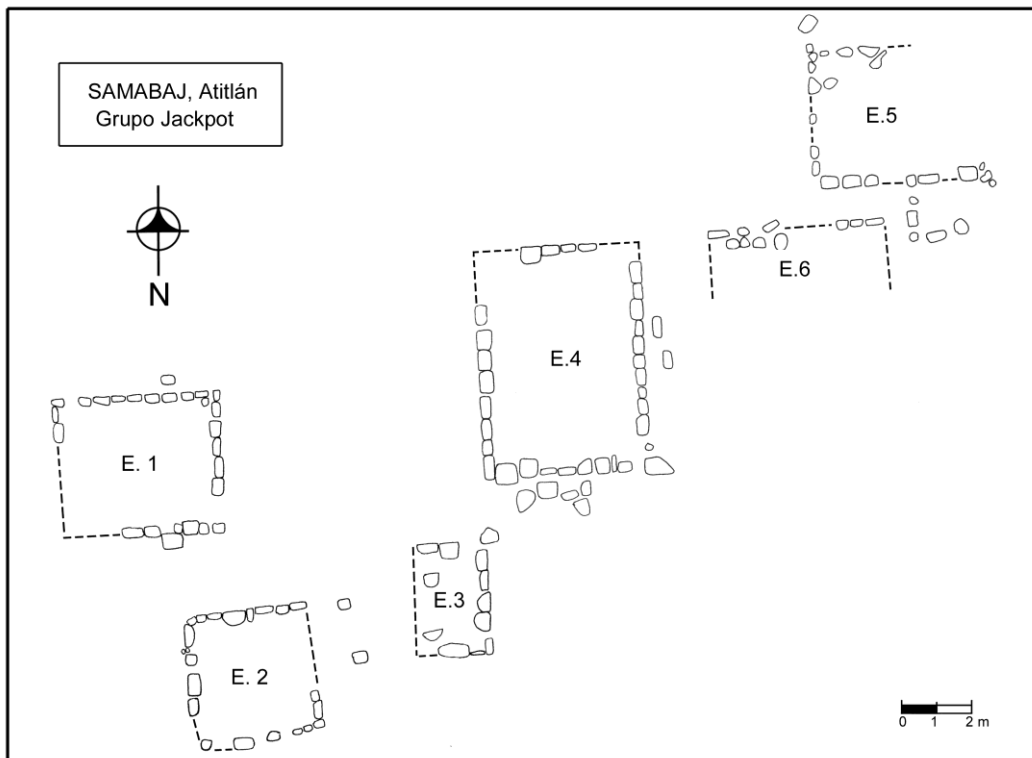 SAMABAJ, Atitlán
Grupo Jackpot
N
E.5
E.6
E.4
E. 1
E.3
E. 2
0 1 2 m